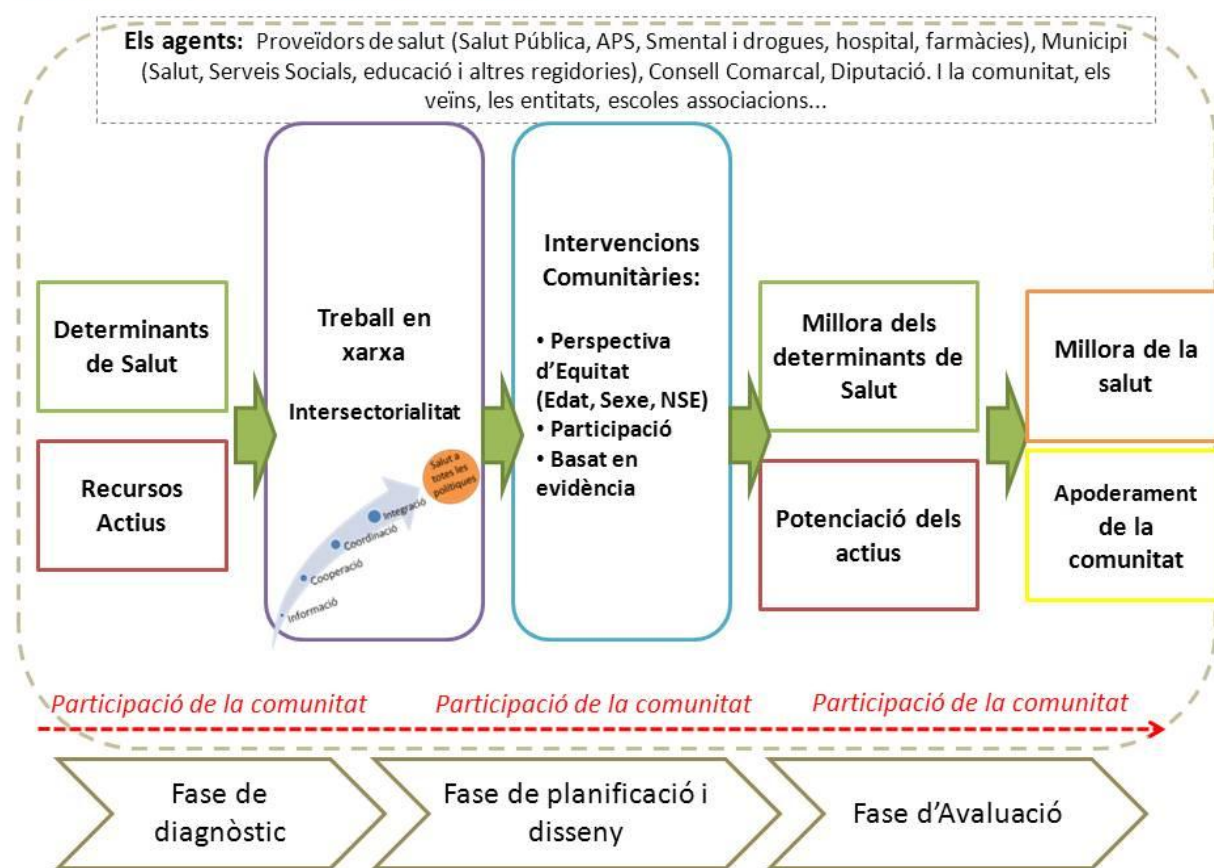 Els agents: Proveïdors de salut (Salut Pública, APS, Smental i drogues, hospital, farmàcies), Municipi
(Salut, Serveis Socials, educació i altres regidories), Consell Comarcal, Diputació. I la comunitat, els
veïns, les entitats, escoles associacions...
Determinants
de Salut
Recursos
Actius
Treball en
xarxa
Intersectorialitat
Salut a
totes les
polítiques
Integració
Coordinació
Cooperació
Informació
Intervencions
Comunitàries:
• Perspectiva
d’Equitat
(Edat, Sexe, NSE)
• Participació
• Basat en
evidència
Millora dels
determinants de
Salut
Potenciació dels
actius
Millora de la
salut
Apoderament
de la
comunitat
Participació de la comunitat
Participació de la comunitat
Participació de la comunitat
Fase de
diagnòstic
Fase de planificació i
disseny
Fase d’Avaluació